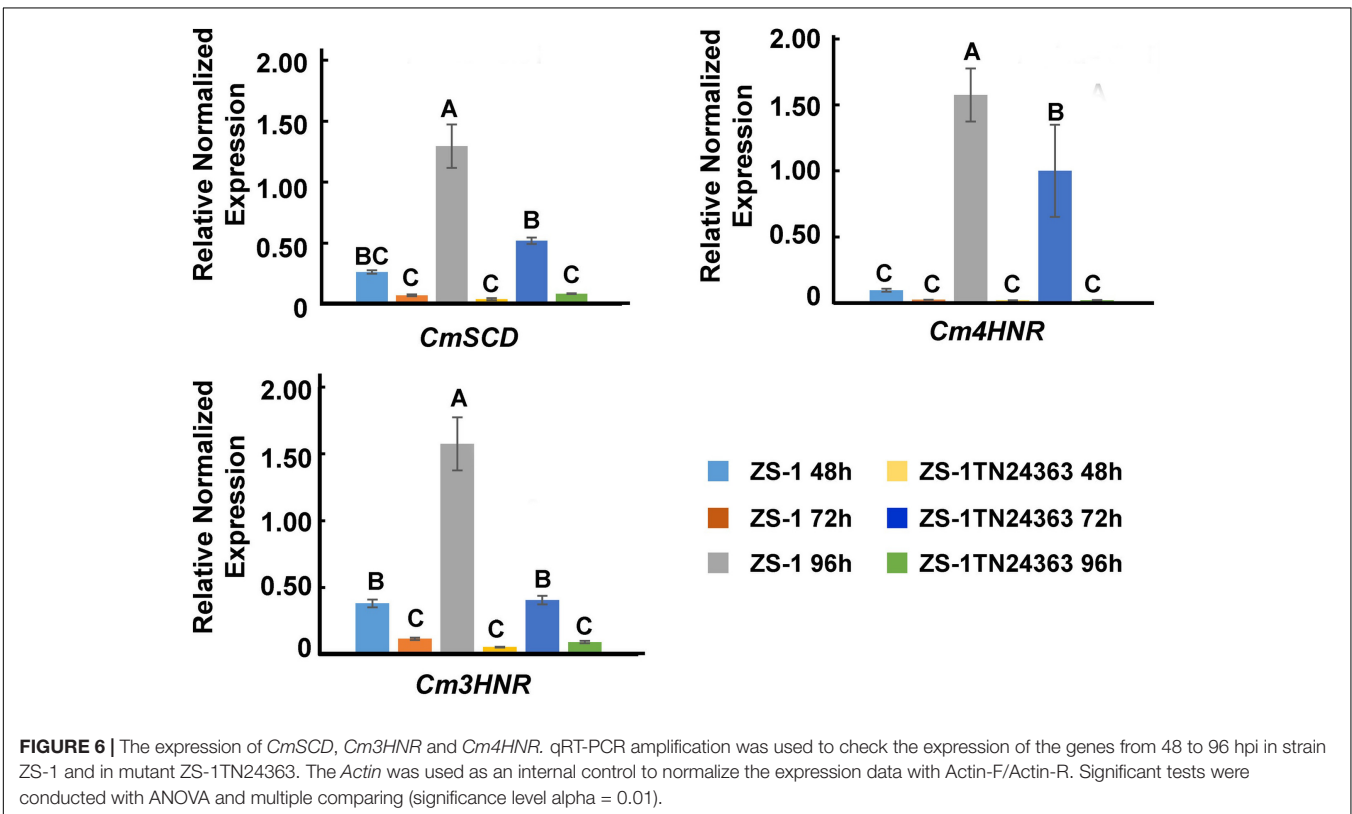 Relative Normalized
Expression
2.00
1.50
1.00
0.50
0
BC
C
A
C
B
C
CmSCD
Relative Normalized
Expression
2.00
1.50
1.00
0.50
0
C
C
A
C
B
C
Cm4HNR
Relative Normalized
Expression
2.00
1.50
1.00
0.50
0
B
C
A
C
B
C
Cm3HNR
ZS-1 48h
ZS-1TN24363 48h
ZS-1 72h
ZS-1TN24363 72h
ZS-1 96h
ZS-1TN24363 96h
FIGURE 6 | The expression of CmSCD, Cm3HNR and Cm4HNR. qRT-PCR amplification was used to check the expression of the genes from 48 to 96 hpi in strain
ZS-1 and in mutant ZS-1TN24363. The Actin was used as an internal control to normalize the expression data with Actin-F/Actin-R. Significant tests were
conducted with ANOVA and multiple comparing (significance level alpha = 0.01).